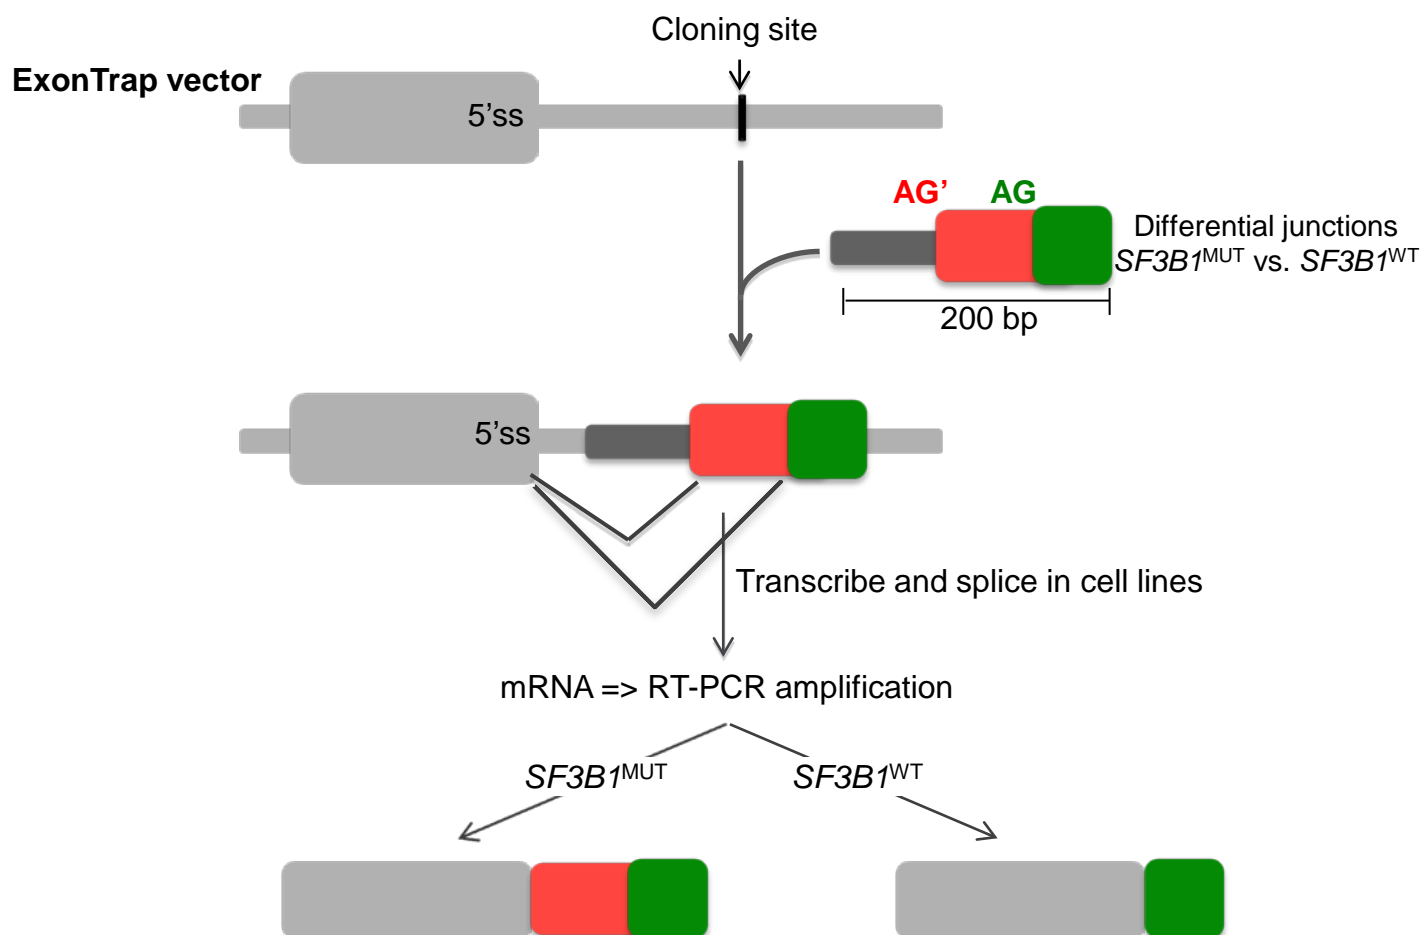 Cloning site
ExonTrap vector
5’ss
AG’ AG
Differential junctions
SF3B1MUT vs. SF3B1WT
200 bp
5’ss
Transcribe and splice in cell lines
mRNA => RT-PCR amplification
SF3B1MUT SF3B1WT